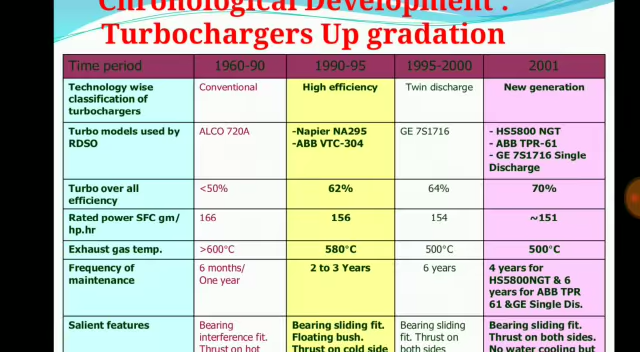 Chronological Development :
Turbochargers Up gradation
Time period 1960-90 1990-95 1995-2000 2001
Technology wise classification of turbochargers Conventional High efficiency Twin discharge New generation
Turbo models used by RDSO ALCO 720A -Napier NA295 -ABB VTC-304 GE 7S1716 - HS5800 NGT - ABB TPR-61 - GE 7S1716 Single Discharge
Turbo over all efficiency <50% 62% 64% 70%
Rated power SFC gm/ hp.hr 166 156 154 ~151
Exhaust gas temp. >600°C 580°C 500°C 500°C
Frequency of maintenance 6 months/ One year 2 to 3 Years 6 years 4 years for HS5800NGT & 6 years for ABB TPR 61 &GE Single Dis.
Salient features Bearing interference fit. Thrust on hot Bearing sliding fit. Floating bush. Thrust on cold side Bearing sliding fit. Thrust on both sides Bearing sliding fit. Thrust on both sides. No water cooling but